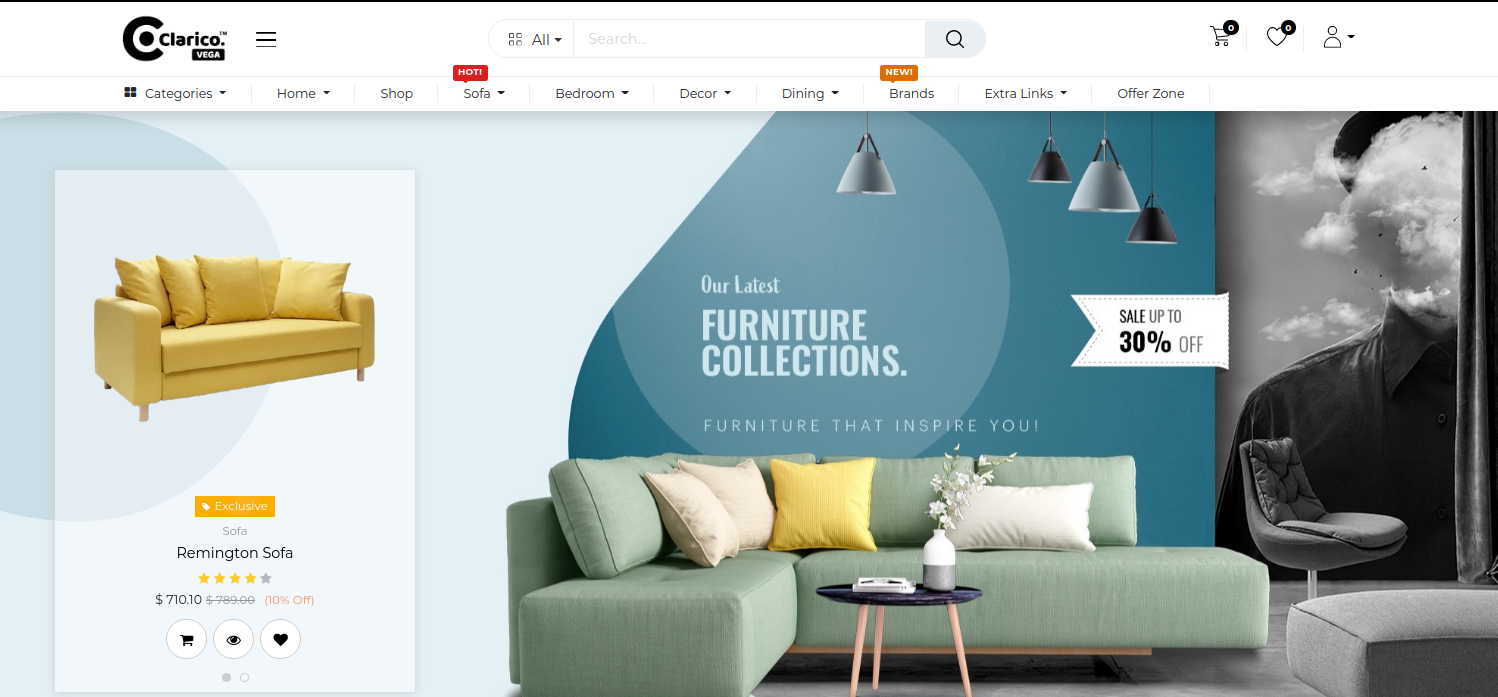 Clarico.™
VEGA
All
Search...
0
0
HOT!
NEW!
Categories
Home
Shop
Sofa
Bedroom
Decor
Dining
Brands
Extra Links
Offer Zone
Our Latest
FURNITURE
COLLECTIONS.
FURNITURE THAT INSPIRE YOU!
SALE UP TO
30% OFF
Exclusive
Sofa
Remington Sofa
$ 710.10 $ 789.00 (10% Off)